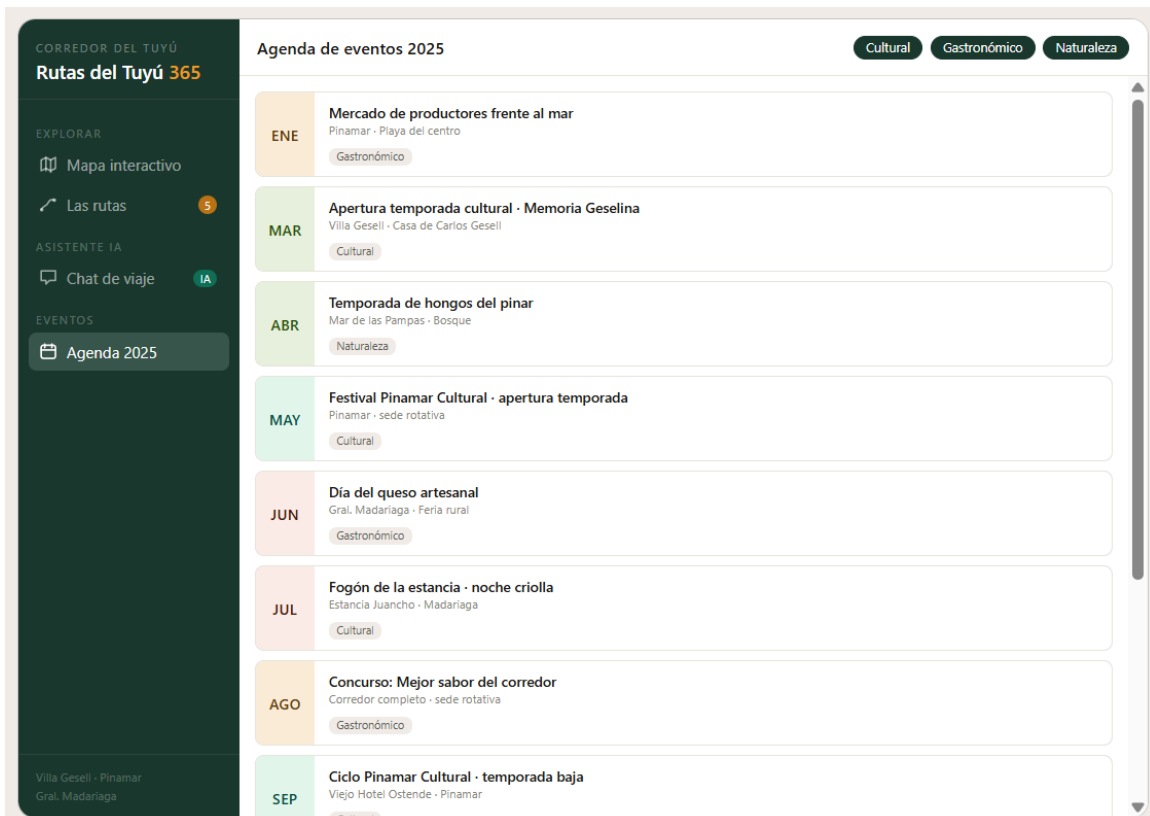 CORREDOR DEL TUYÚ
Rutas del Tuyú 365
EXPLORAR
Mapa interactivo
Las rutas 5
ASISTENTE IA
Chat de viaje IA
EVENTOS
Agenda 2025
Villa Gesell · Pinamar
Gral. Madariaga
Agenda de eventos 2025
Cultural Gastronómico Naturaleza
ENE
Mercado de productores frente al mar
Pinamar · Playa del centro
Gastronómico
MAR
Apertura temporada cultural · Memoria Geselina
Villa Gesell · Casa de Carlos Gesell
Cultural
ABR
Temporada de hongos del pinar
Mar de las Pampas · Bosque
Naturaleza
MAY
Festival Pinamar Cultural · apertura temporada
Pinamar · sede rotativa
Cultural
JUN
Día del queso artesanal
Gral. Madariaga · Feria rural
Gastronómico
JUL
Fogón de la estancia · noche criolla
Estancia Juancho · Madariaga
Cultural
AGO
Concurso: Mejor sabor del corredor
Corredor completo · sede rotativa
Gastronómico
SEP
Ciclo Pinamar Cultural · temporada baja
Viejo Hotel Ostende · Pinamar